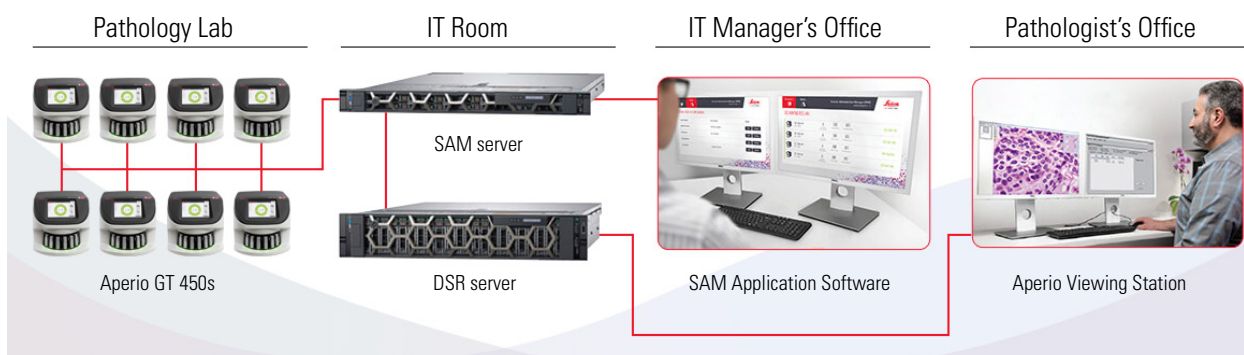 Pathology Lab
IT Room
IT Manager's Office
Pathologist's Office
SAM server
Aperio GT 450s
DSR server
SAM Application Software
Aperio Viewing Station